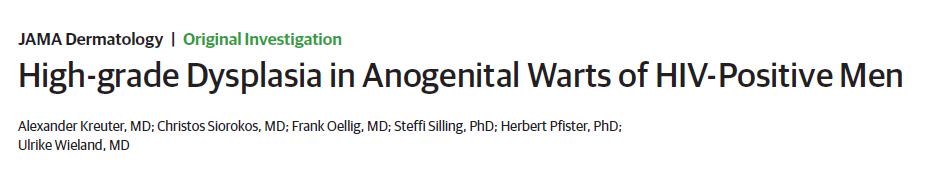 JAMA Dermatology | Original Investigation
High-grade Dysplasia in Anogenital Warts of HIV-Positive Men
Alexander Kreuter, MD; Christos Siorokos, MD; Frank Oellig, MD; Steffi Silling, PhD; Herbert Pfister, PhD;
Ulrike Wieland, MD